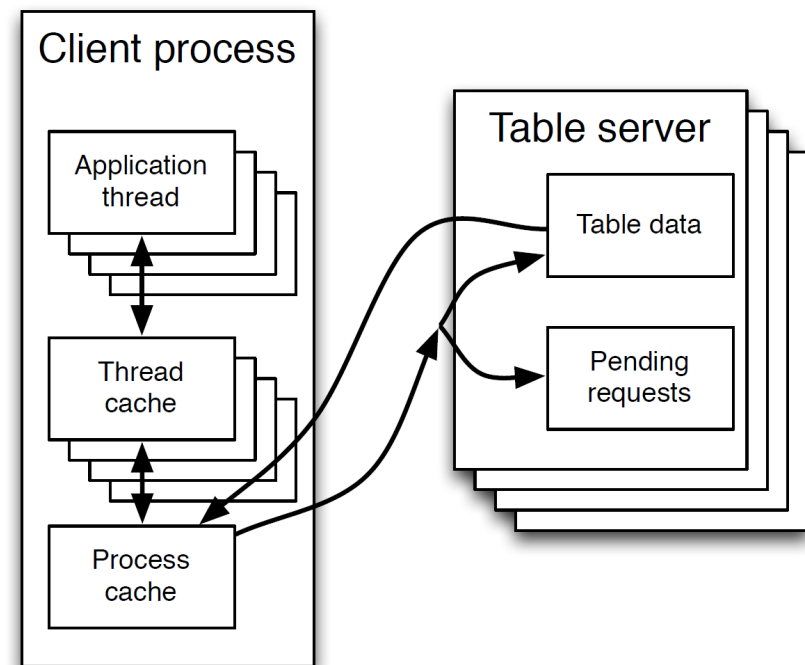 Client process
Application
thread
Thread
cache
Process
cache
Table server
Table data
Pending
requests